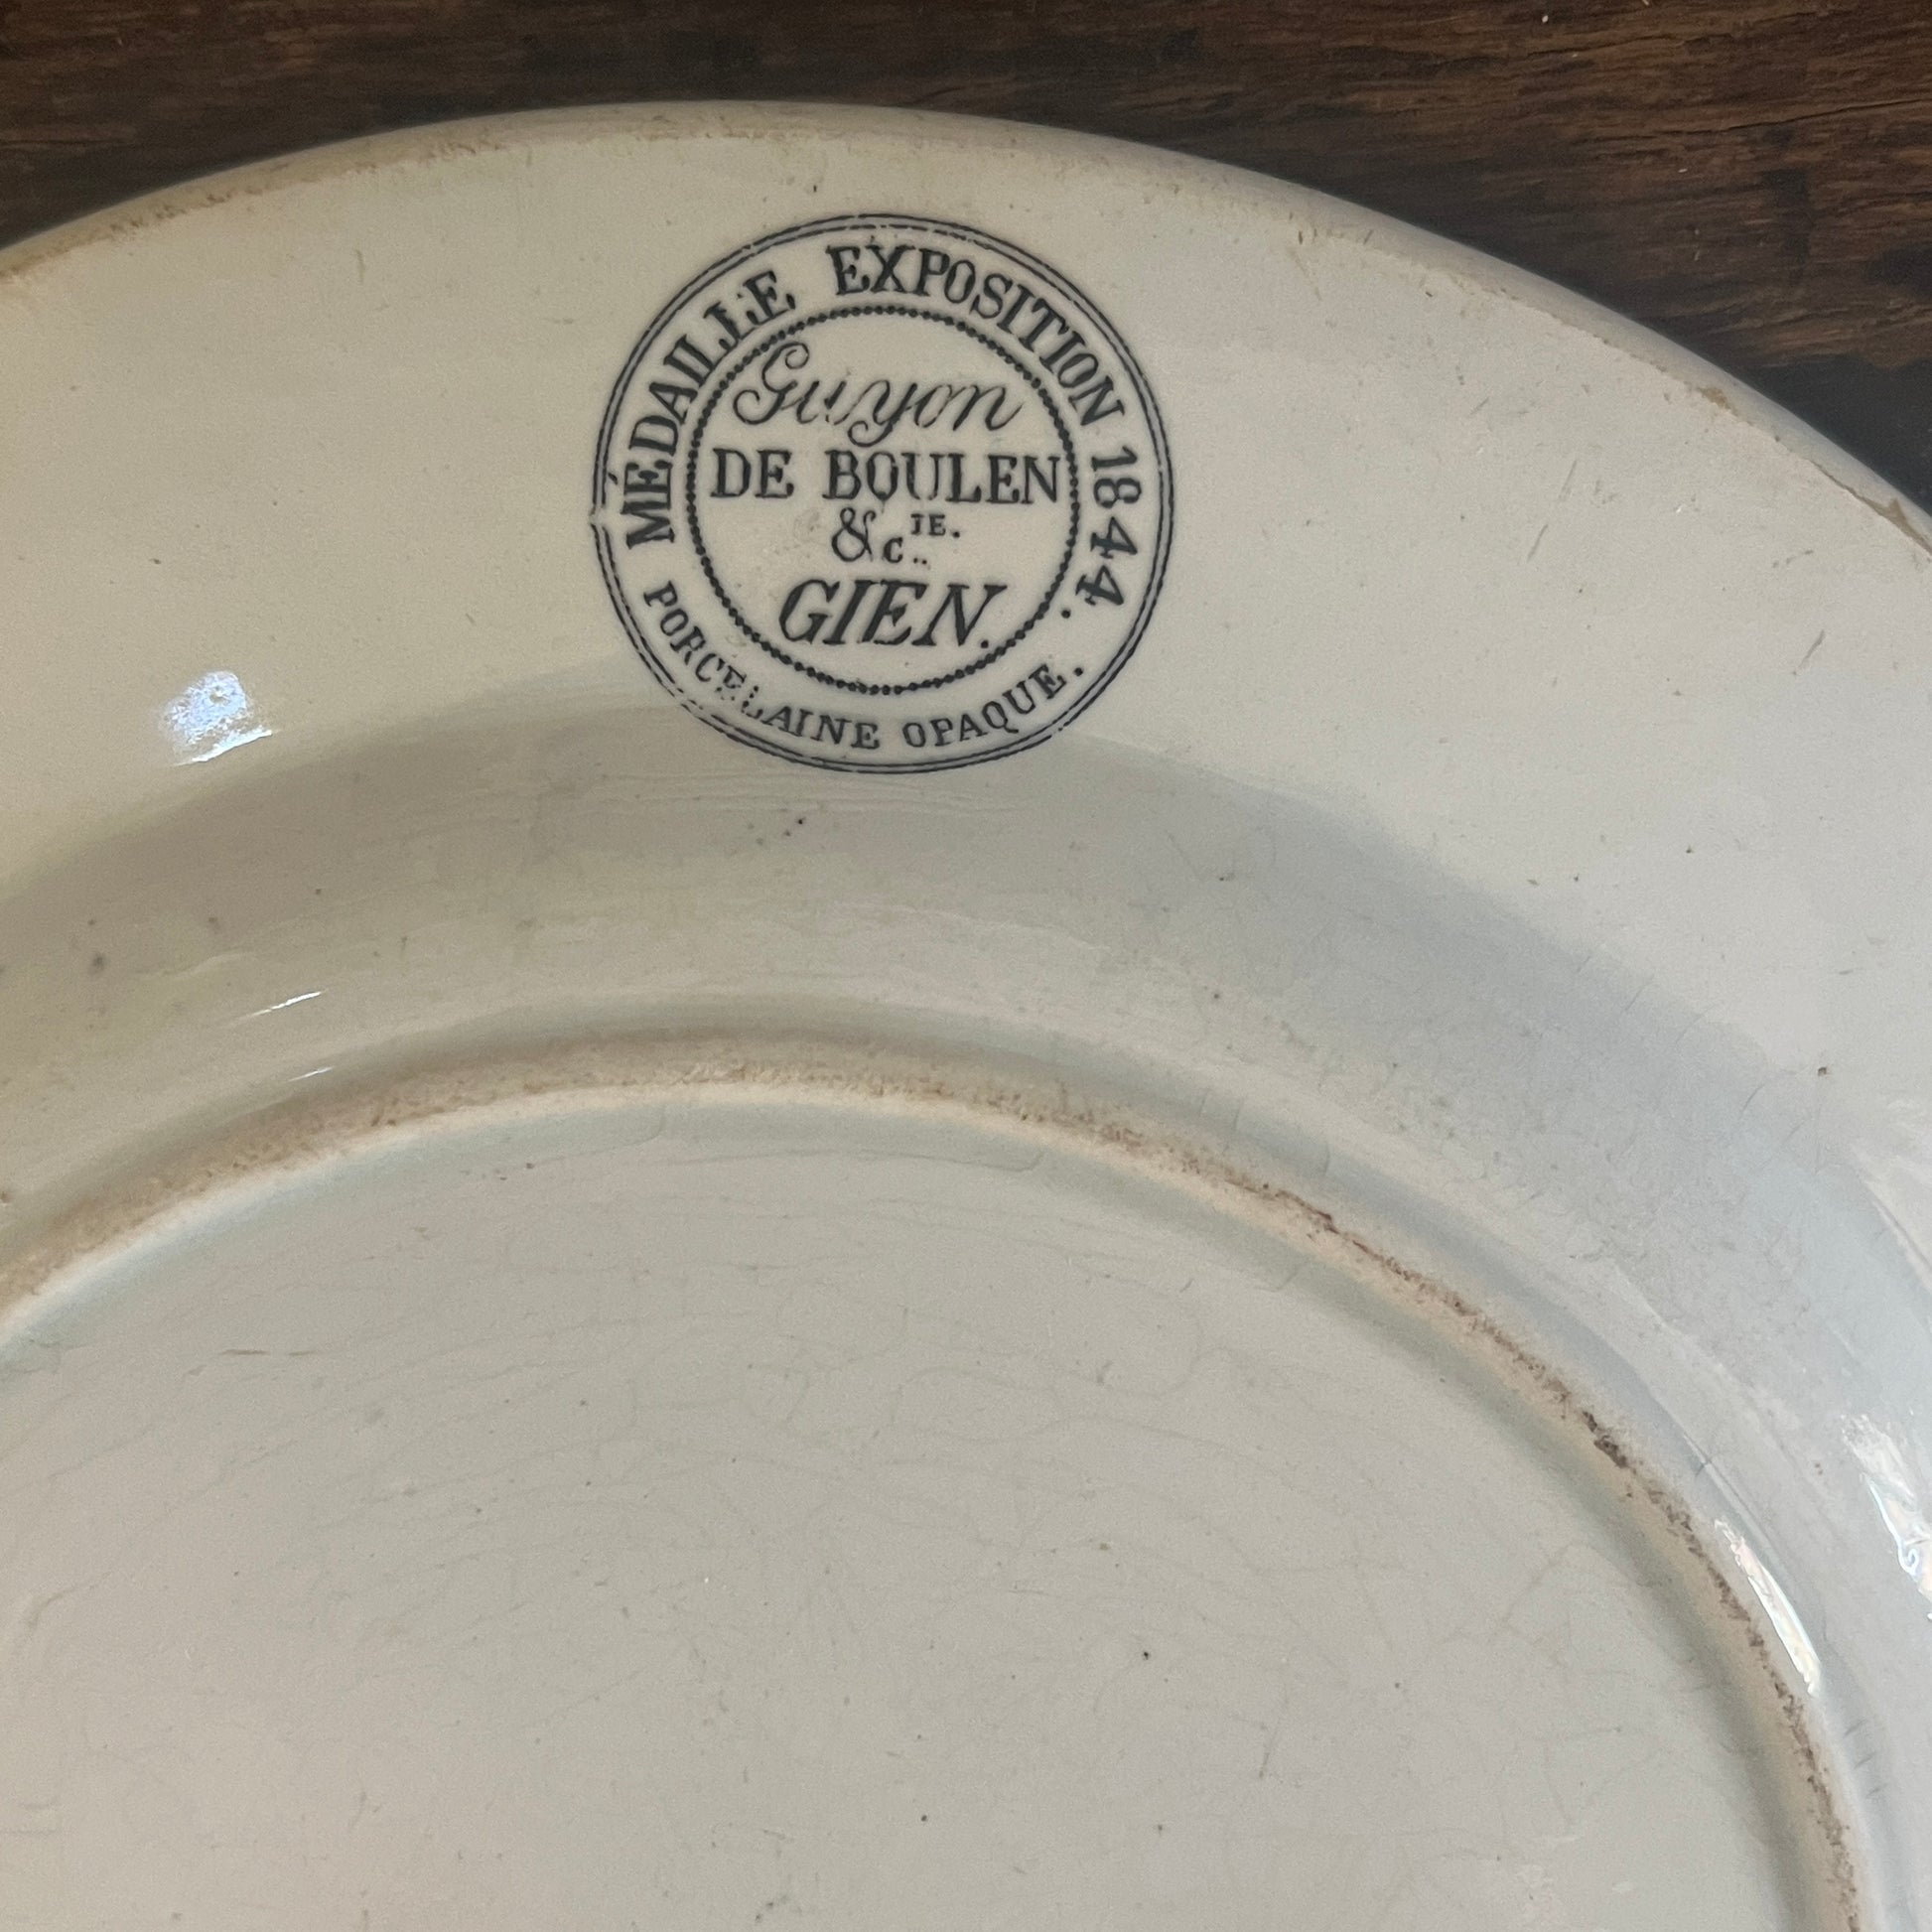 MÉDAILLE EXPOSITION 1844.
Guyon
DE BOULEN
& CIE.
GIEN.
PORCELAINE OPAQUE.